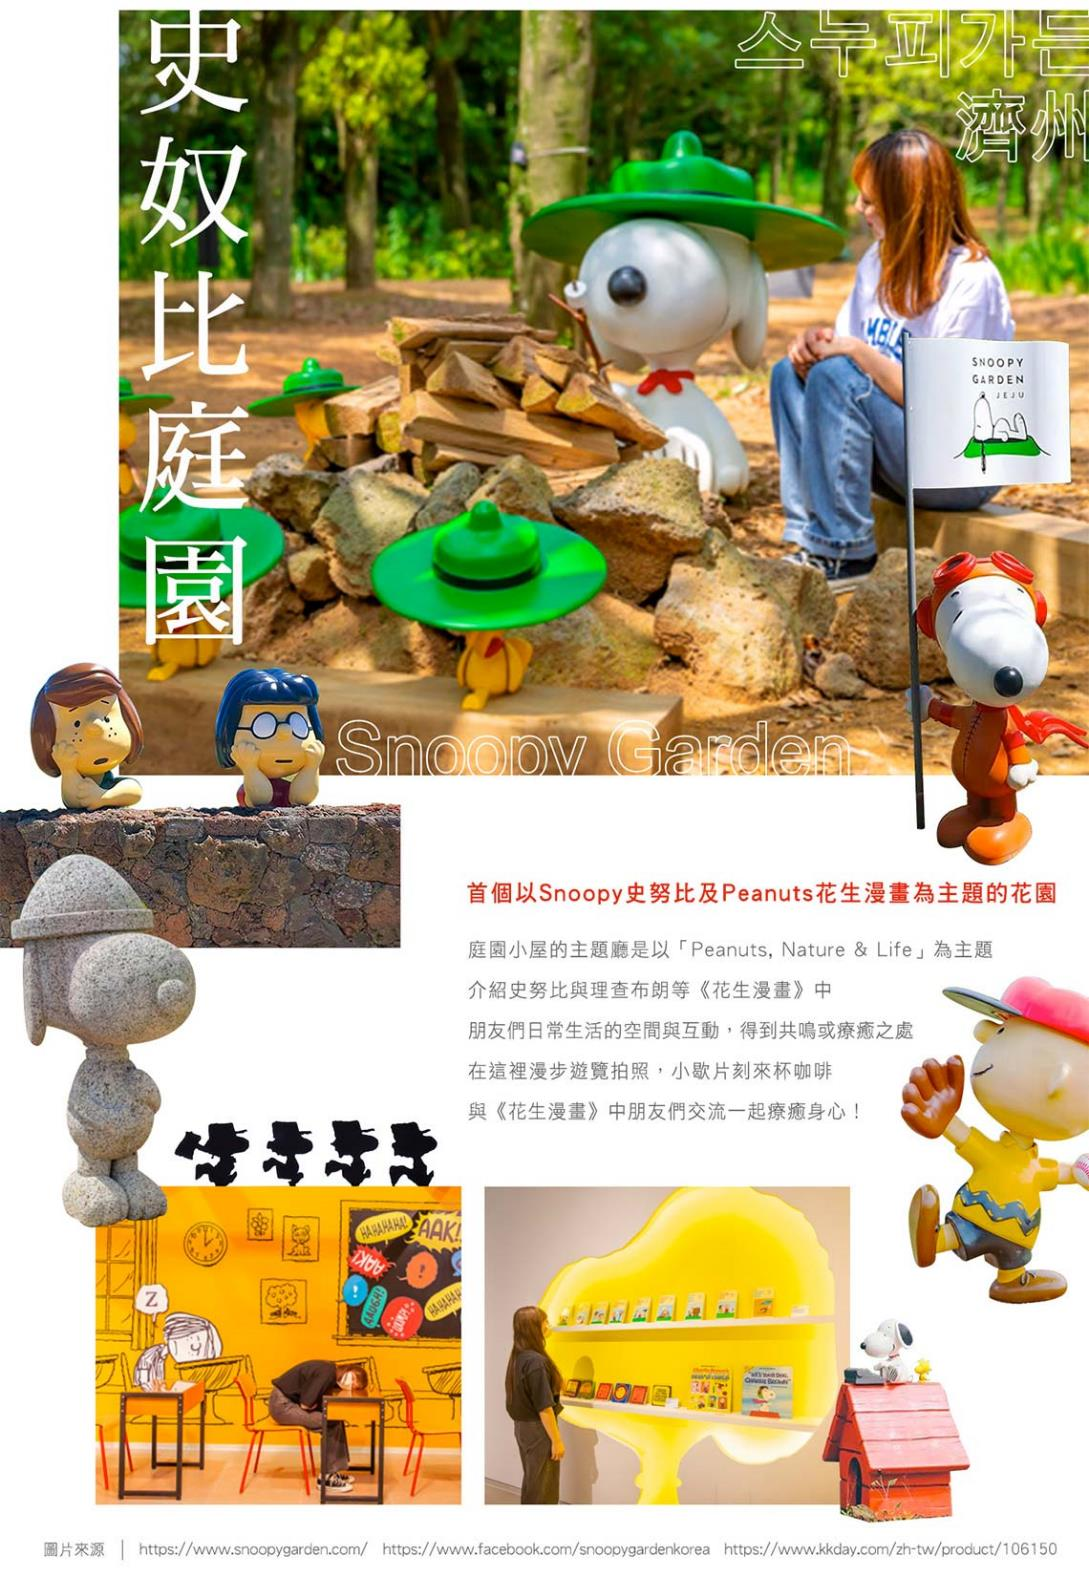 史奴比庭園
스누피가든
濟州
SNOOPY
GARDEN
JEJU
Snoopy Garden
首個以Snoopy史努比及Peanuts花生漫畫為主題的花園
庭園小屋的主題廳是以「Peanuts, Nature & Life」為主題
介紹史努比與理查布朗等《花生漫畫》中
朋友們日常生活的空間與互動，得到共鳴或療癒之處
在這裡漫步遊覽拍照，小歇片刻來杯咖啡
與《花生漫畫》中朋友們交流一起療癒身心！
HAHAHAHA!
AAK!
AAK!
AAUGH!
HAHAHA
Z
圖片來源 | https://www.snoopygarden.com/ https://www.facebook.com/snoopygardenkorea https://www.kkday.com/zh-tw/product/106150